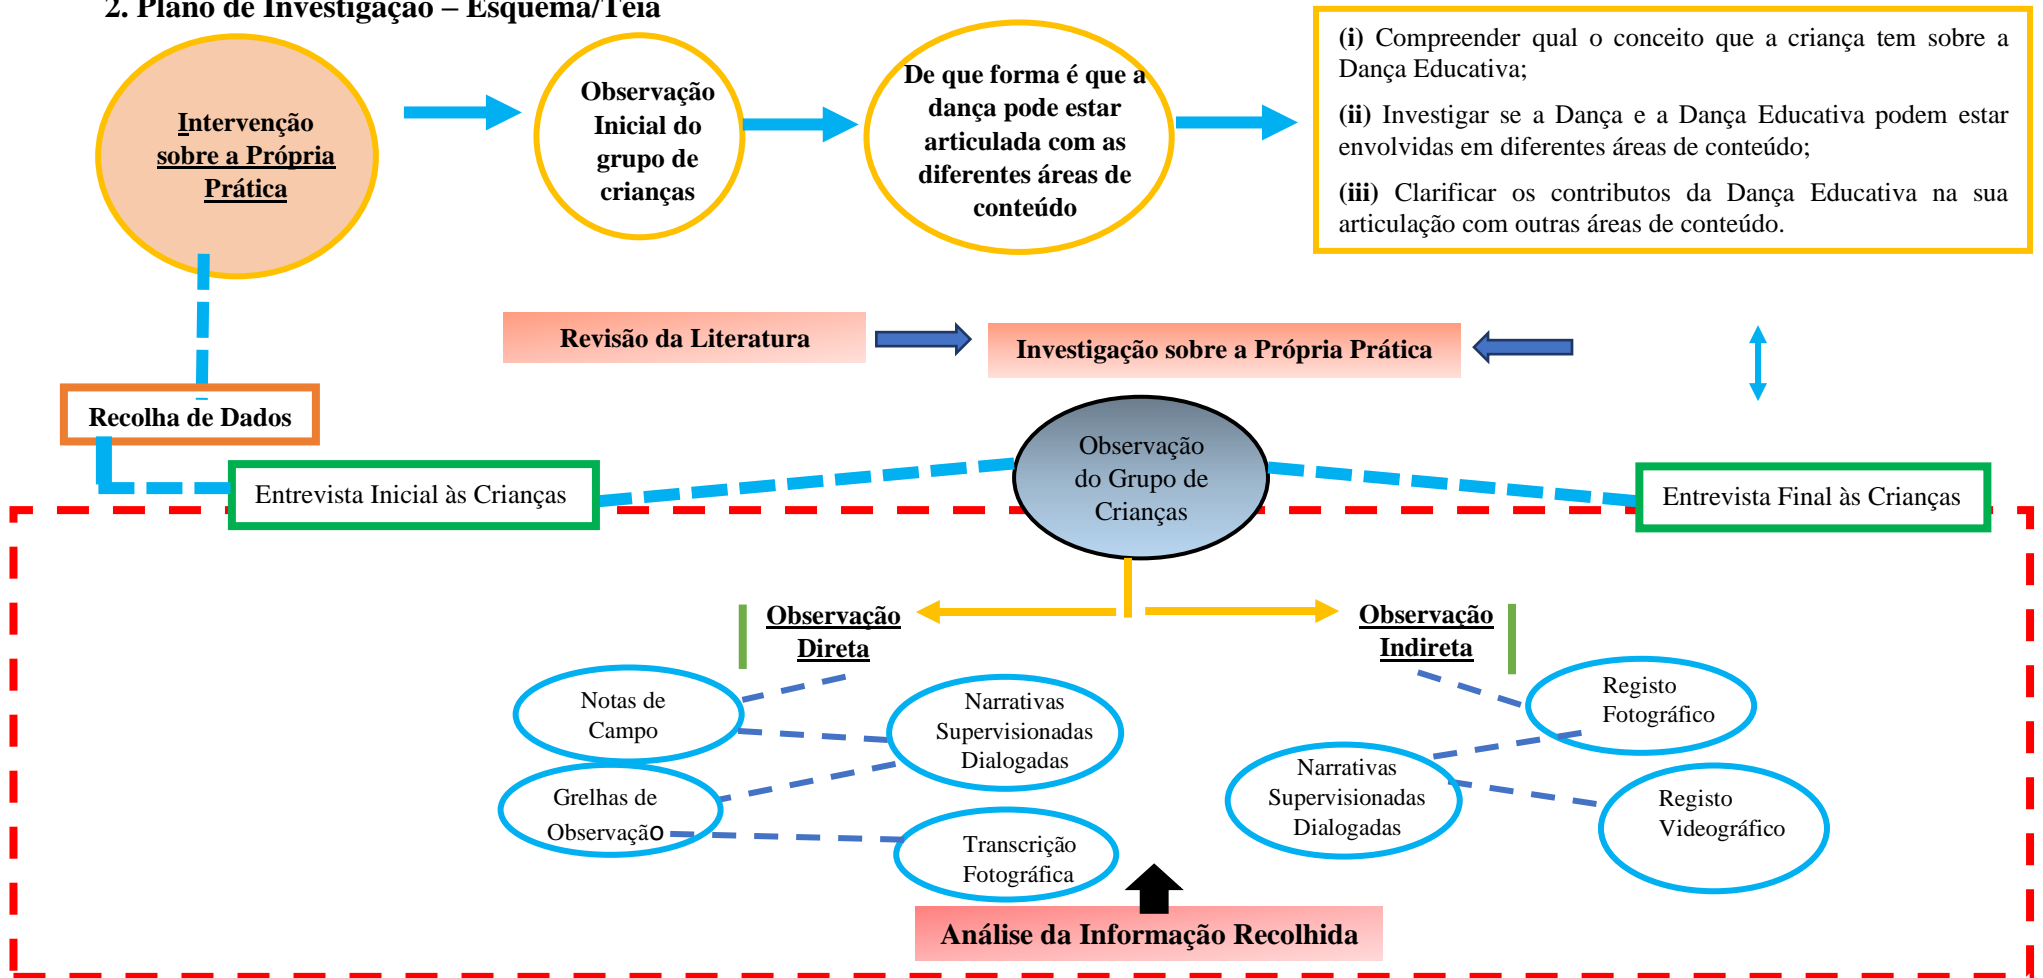 2. Plano de Investigação – Esquema/Teia
Intervenção
sobre a Própria
Prática
Observação
Inicial do
grupo de
crianças
De que forma é que a
dança pode estar
articulada com as
diferentes áreas de
conteúdo
(i) Compreender qual o conceito que a criança tem sobre a
Dança Educativa;
(ii) Investigar se a Dança e a Dança Educativa podem estar
envolvidas em diferentes áreas de conteúdo;
(iii) Clarificar os contributos da Dança Educativa na sua
articulação com outras áreas de conteúdo.
Revisão da Literatura
Investigação sobre a Própria Prática
Recolha de Dados
Entrevista Inicial às Crianças
Observação
do Grupo de
Crianças
Entrevista Final às Crianças
Observação
Direta
Observação
Indireta
Notas de
Campo
Narrativas
Supervisionadas
Dialogadas
Grelhas de
Observação
Transcrição
Fotográfica
Registo
Fotográfico
Narrativas
Supervisionadas
Dialogadas
Registo
Videográfico
Análise da Informação Recolhida